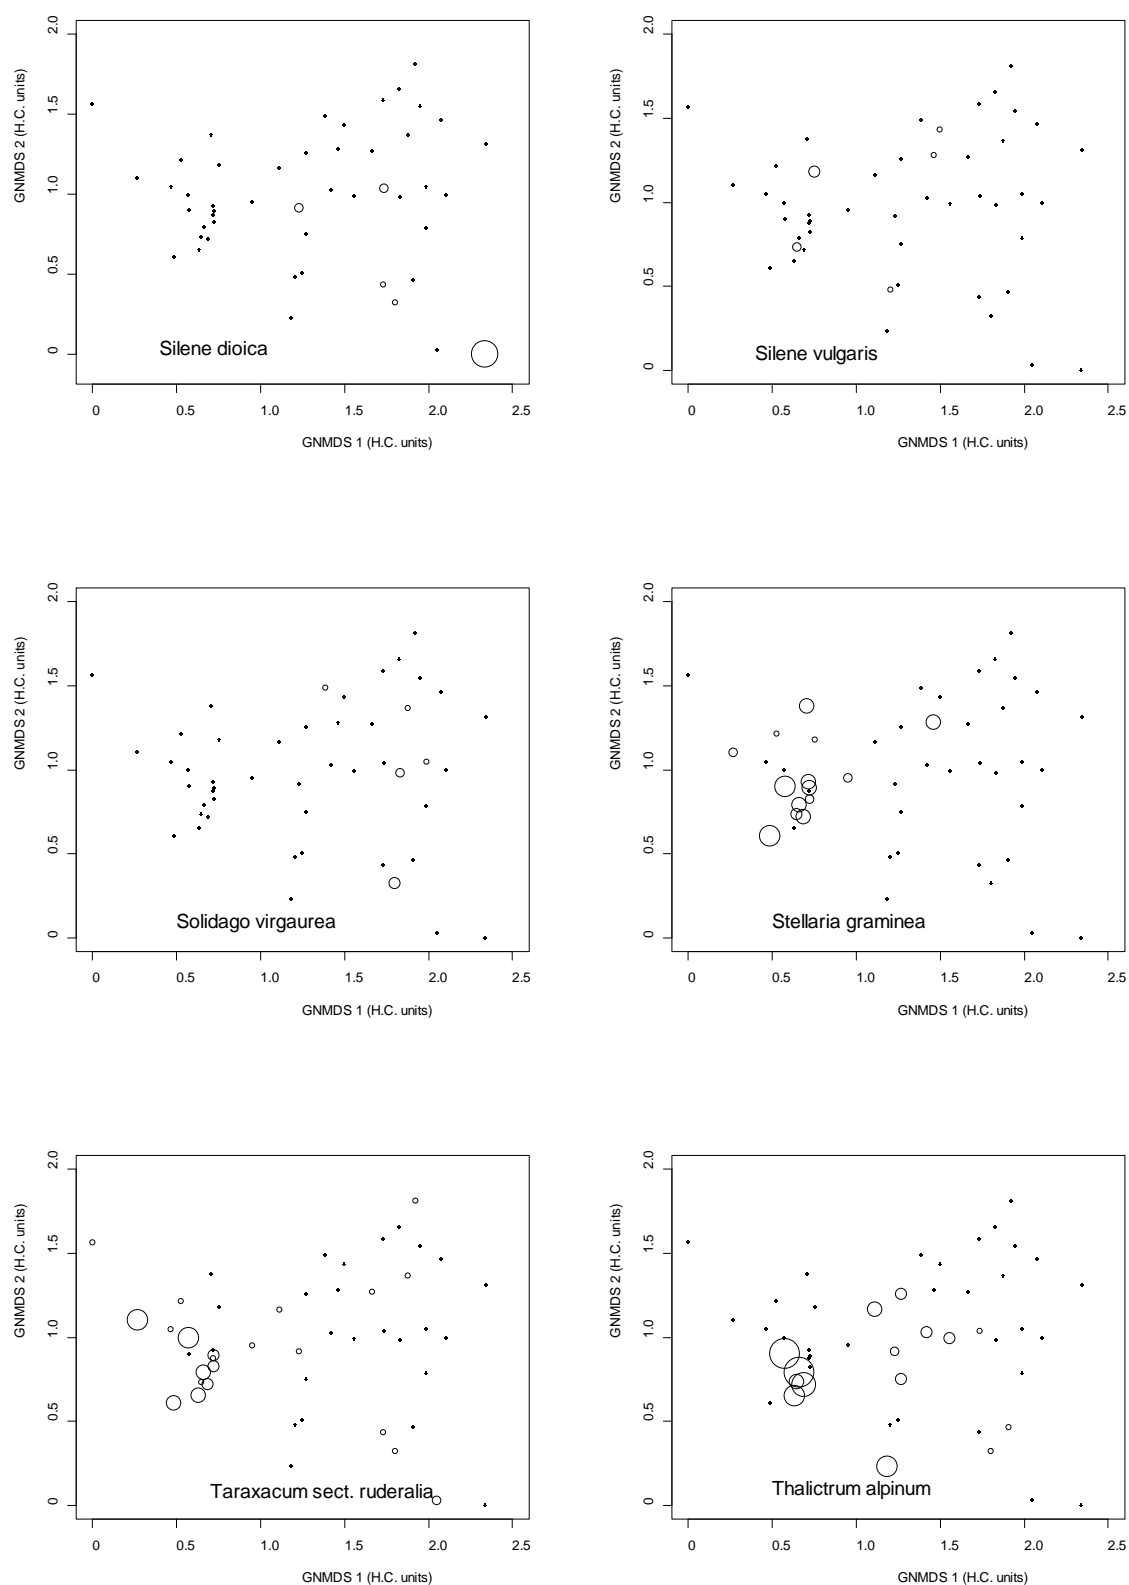 2.0
1.5
1.0
0.5
0
GNMDS 2 (H.C. units)
Silene dioica
0 0.5 1.0 1.5 2.0 2.5
GNMDS 1 (H.C. units)
2.0
1.5
1.0
0.5
0
GNMDS 2 (H.C. units)
Silene vulgaris
0 0.5 1.0 1.5 2.0 2.5
GNMDS 1 (H.C. units)
2.0
1.5
1.0
0.5
0
GNMDS 2 (H.C. units)
Solidago virgaurea
0 0.5 1.0 1.5 2.0 2.5
GNMDS 1 (H.C. units)
2.0
1.5
1.0
0.5
0
GNMDS 2 (H.C. units)
Stellaria graminea
0 0.5 1.0 1.5 2.0 2.5
GNMDS 1 (H.C. units)
2.0
1.5
1.0
0.5
0
GNMDS 2 (H.C. units)
Taraxacum sect. ruderalia
0 0.5 1.0 1.5 2.0 2.5
GNMDS 1 (H.C. units)
2.0
1.5
1.0
0.5
0
GNMDS 2 (H.C. units)
Thalictrum alpinum
0 0.5 1.0 1.5 2.0 2.5
GNMDS 1 (H.C. units)